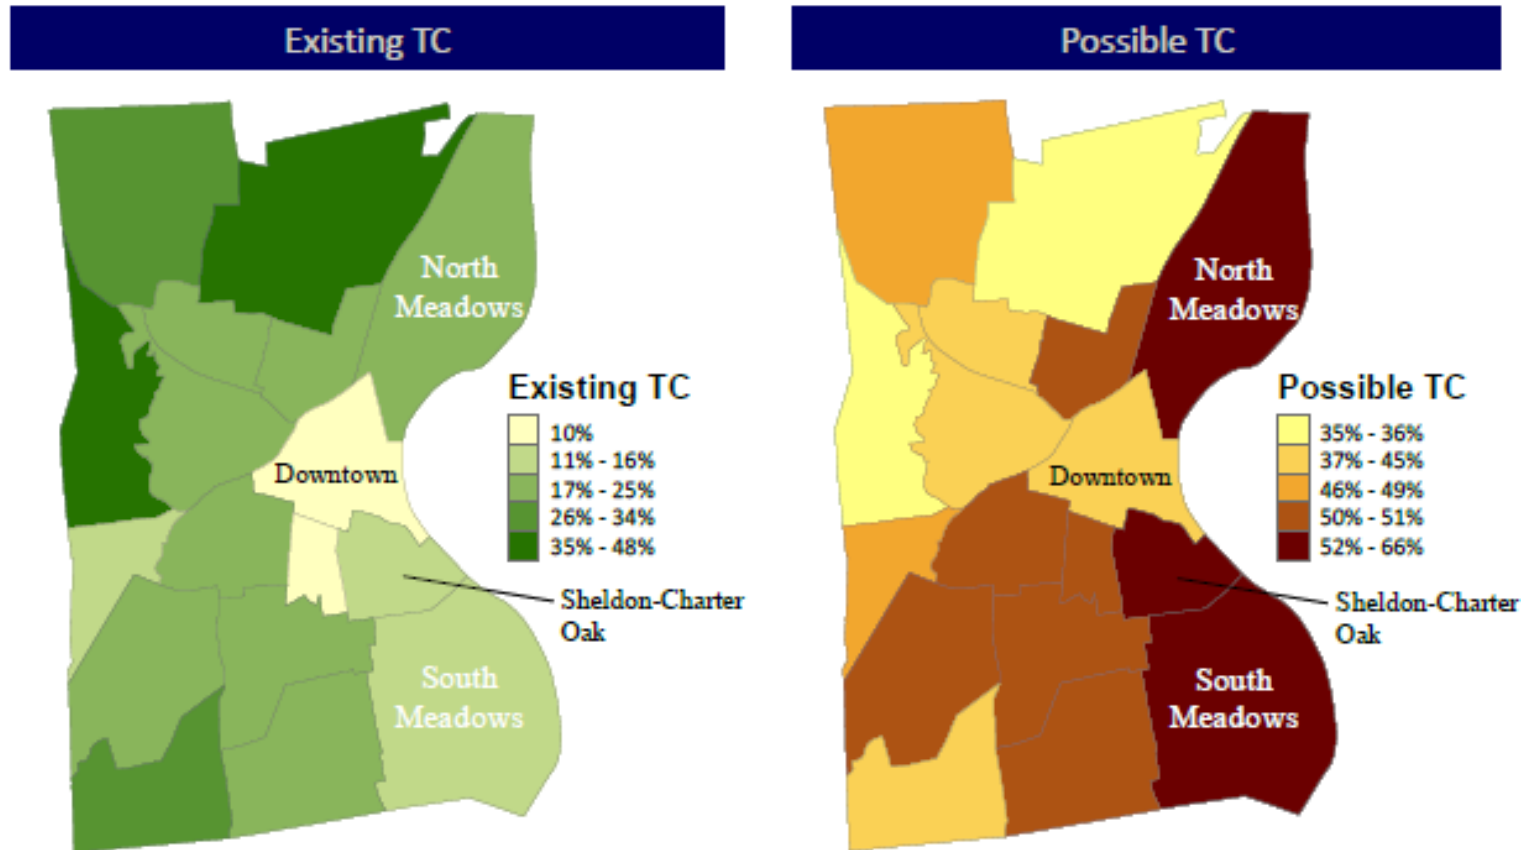 Existing TC
North
Meadows
Existing TC
10%
11% - 16%
17% - 25%
26% - 34%
35% - 48%
Downtown
Sheldon-Charter
Oak
South
Meadows
Possible TC
North
Meadows
Possible TC
35% - 36%
37% - 45%
46% - 49%
50% - 51%
52% - 66%
Downtown
Sheldon-Charter
Oak
South
Meadows